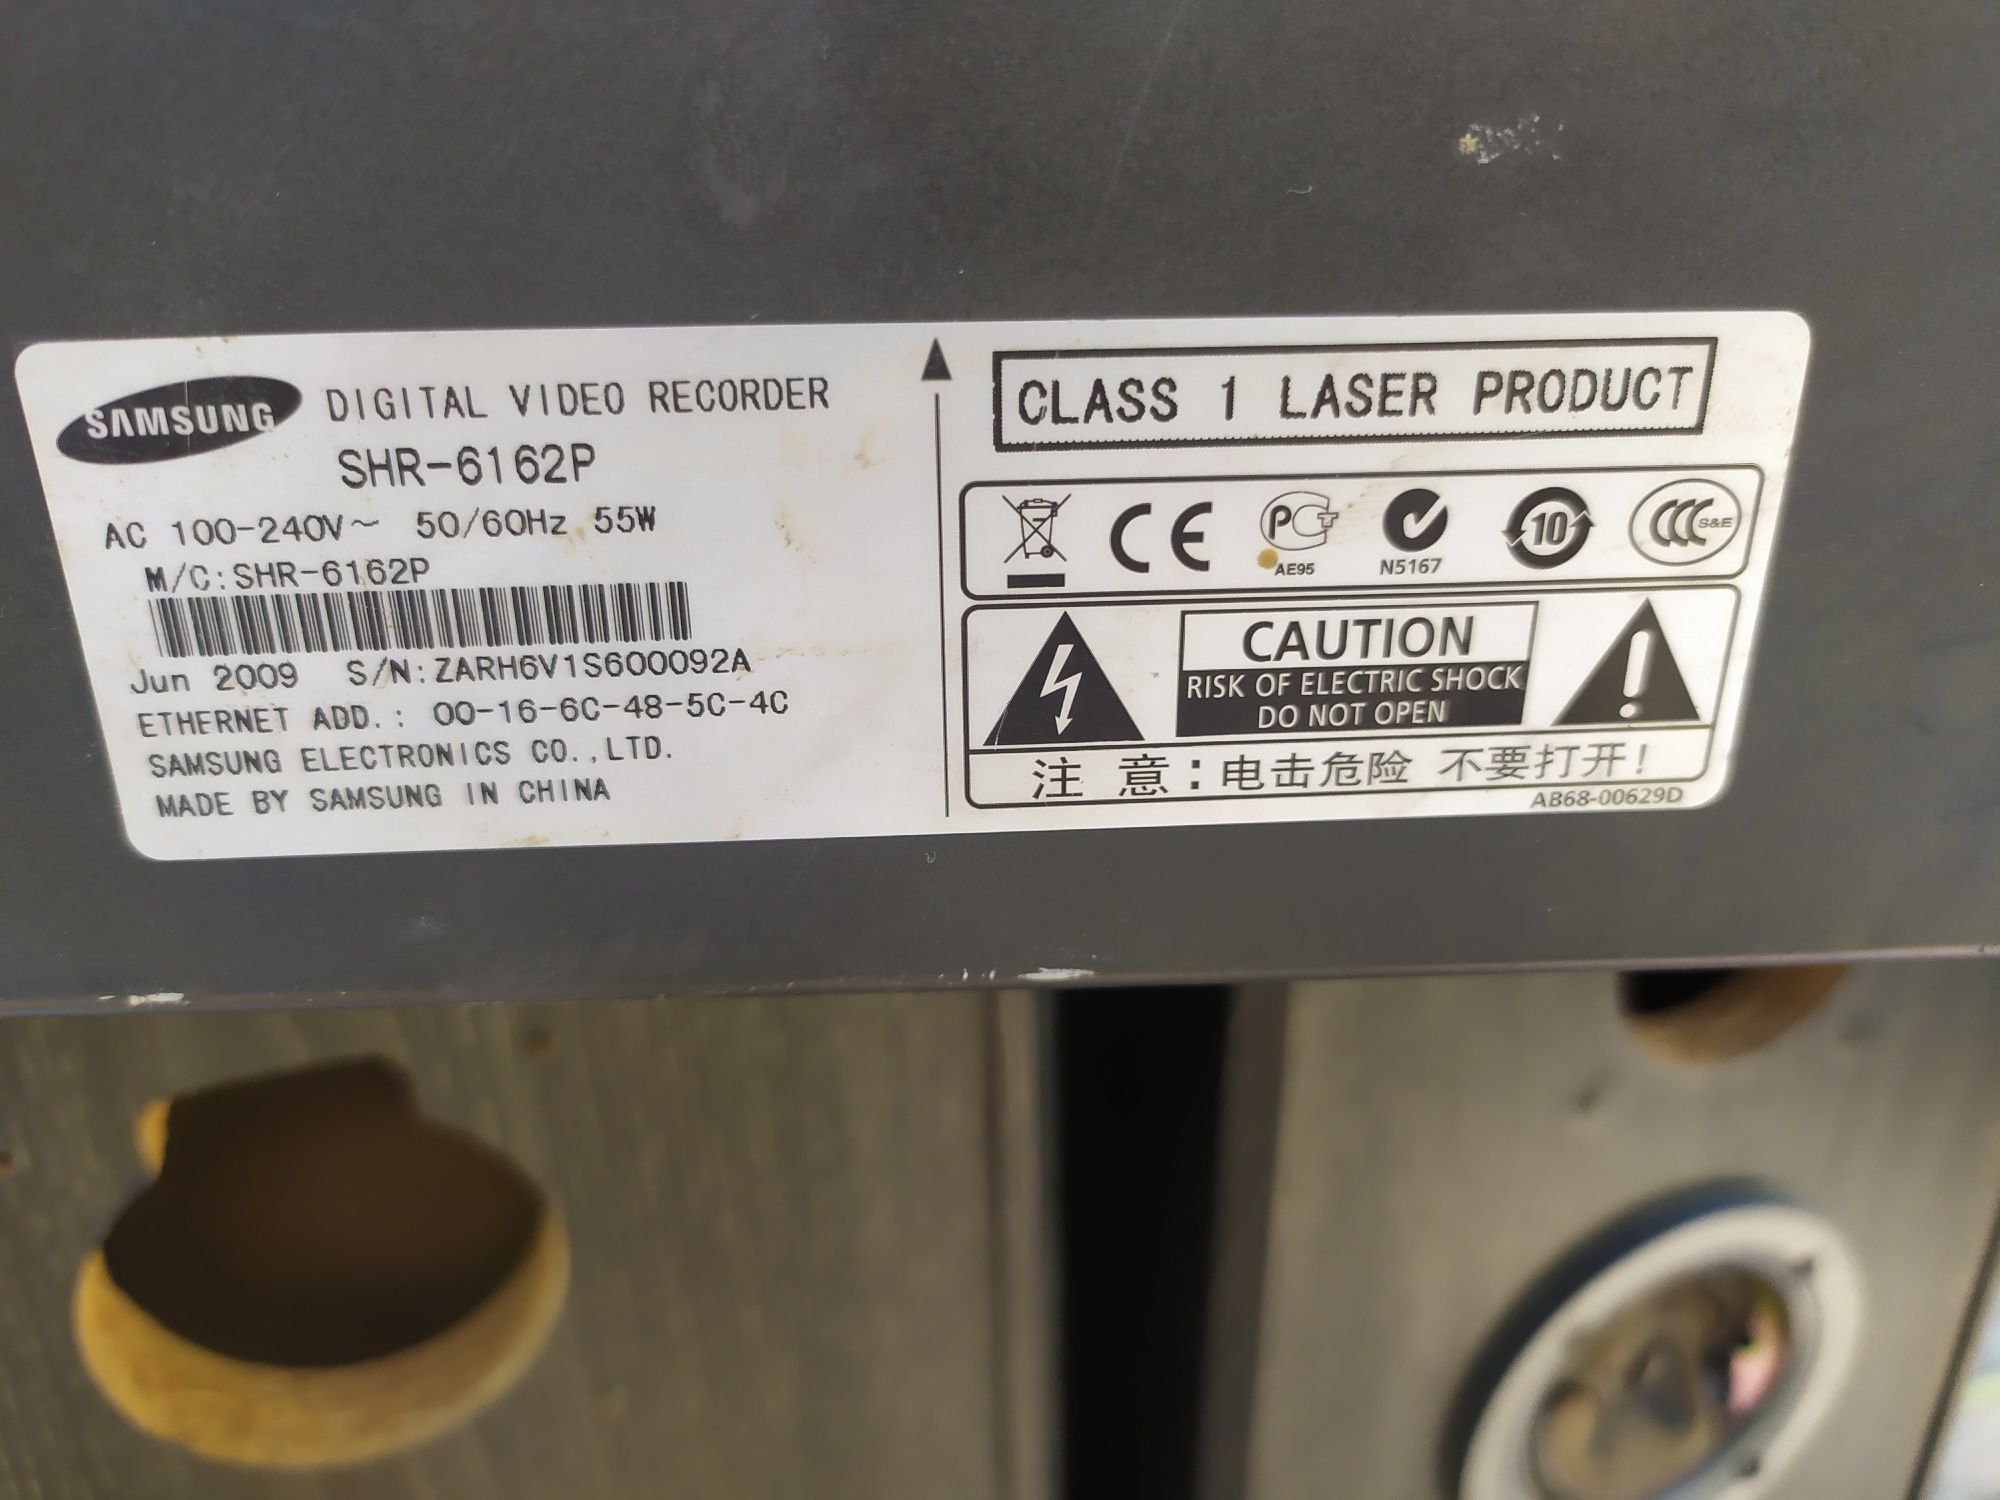 SAMSUNG DIGITAL VIDEO RECORDER
SHR-6162P
AC 100-240V~ 50/60Hz 55W
M/C:SHR-6162P
Jun 2009 S/N:ZARH6V1S600092A
ETHERNET ADD.: 00-16-6C-48-5C-4C
SAMSUNG ELECTRONICS CO.,LTD.
MADE BY SAMSUNG IN CHINA
CLASS 1 LASER PRODUCT
CE PCT 10 CCC S&E
AE95 N5167
CAUTION
RISK OF ELECTRIC SHOCK
DO NOT OPEN
注 意:电击危险 不要打开!
AB68-00629D